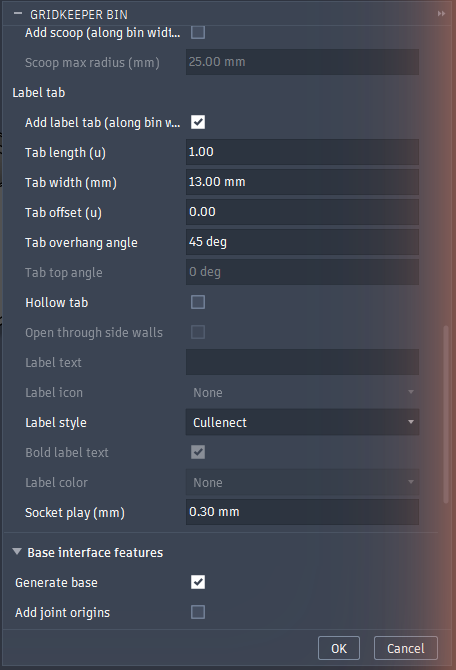 GRIDKEEPER BIN
Add scoop (along bin widt...
Scoop max radius (mm) 25.00 mm
Label tab
Add label tab (along bin w...
Tab length (u) 1.00
Tab width (mm) 13.00 mm
Tab offset (u) 0.00
Tab overhang angle 45 deg
Tab top angle 0 deg
Hollow tab
Open through side walls
Label text
Label icon None
Label style Cullenect
Bold label text
Label color None
Socket play (mm) 0.30 mm
Base interface features
Generate base
Add joint origins
OK Cancel